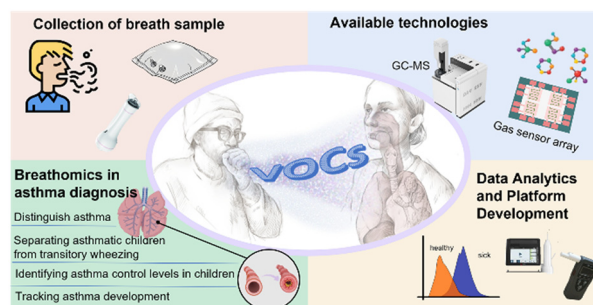 Collection of breath sample
Available technologies
GC-MS
Gas sensor array
VOCs
Breathomics in
asthma diagnosis
Distinguish asthma
Separating asthmatic children
from transitory wheezing
Identifying asthma control levels in children
Tracking asthma development
Data Analytics
and Platform
Development
healthy
sick